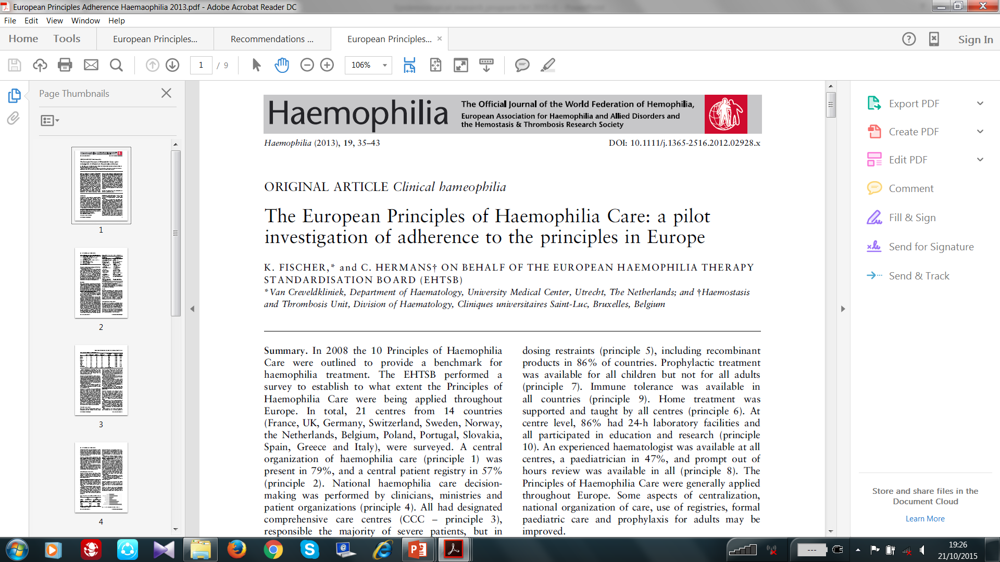 European Principles Adherence Haemaophilia 2013.pdf - Adobe Acrobat Reader DC
File Edit View Window Help
Home Tools European Principles... Recommendations ... European Principles... Sign In
1 / 9 106%
Page Thumbnails
1
2
3
4
Haemophilia
The Official Journal of the World Federation of Hemophilia,
European Association for Haemophilia and Allied Disorders and
the Hemostasis & Thrombosis Research Society
Haemophilia (2013), 19, 35–43 DOI: 10.1111/j.1365-2516.2012.02928.x
ORIGINAL ARTICLE Clinical hameophilia
The European Principles of Haemophilia Care: a pilot
investigation of adherence to the principles in Europe
K. FISCHER,* and C. HERMANS† ON BEHALF OF THE EUROPEAN HAEMOPHILIA THERAPY
STANDARDISATION BOARD (EHTSB)
*Van Creveldkliniek, Department of Haematology, University Medical Center, Utrecht, The Netherlands; and †Haemostasis
and Thrombosis Unit, Division of Haematology, Cliniques universitaires Saint-Luc, Bruxelles, Belgium
Summary. In 2008 the 10 Principles of Haemophilia
Care were outlined to provide a benchmark for
haemophilia treatment. The EHTSB performed a
survey to establish to what extent the Principles of
Haemophilia Care were being applied throughout
Europe. In total, 21 centres from 14 countries
(France, UK, Germany, Switzerland, Sweden, Norway,
the Netherlands, Belgium, Poland, Portugal, Slovakia,
Spain, Greece and Italy), were surveyed. A central
organization of haemophilia care (principle 1) was
present in 79%, and a central patient registry in 57%
(principle 2). National haemophilia care decision-
making was performed by clinicians, ministries and
patient organizations (principle 4). All had designated
comprehensive care centres (CCC – principle 3),
responsible the majority of severe patients, but in
dosing restraints (principle 5), including recombinant
products in 86% of countries. Prophylactic treatment
was available for all children but not for all adults
(principle 7). Immune tolerance was available in
all countries (principle 9). Home treatment was
supported and taught by all centres (principle 6). At
centre level, 86% had 24-h laboratory facilities and
all participated in education and research (principle
10). An experienced haematologist was available at all
centres, a paediatrician in 47%, and prompt out of
hours review was available in all (principle 8). The
Principles of Haemophilia Care were generally applied
throughout Europe. Some aspects of centralization,
national organization of care, use of registries, formal
paediatric care and prophylaxis for adults may be
improved.
Export PDF
Create PDF
Edit PDF
Comment
Fill & Sign
Send for Signature
Send & Track
Store and share files in the
Document Cloud
Learn More
19:26
21/10/2015